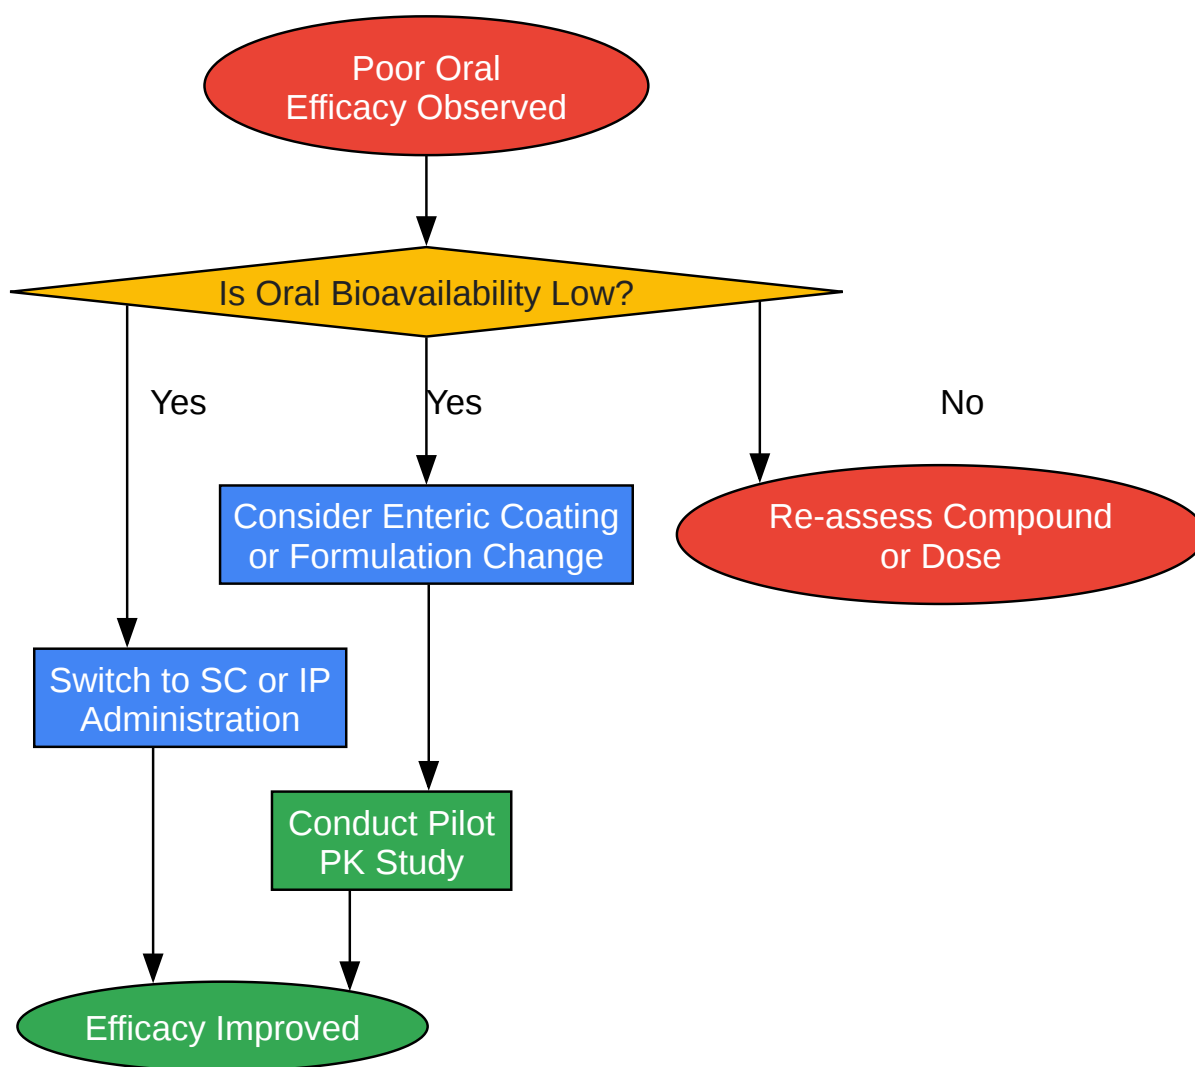 Poor Oral
Efficacy Observed
Is Oral Bioavailability Low?
Yes
Yes
No
Consider Enteric Coating
or Formulation Change
Re-assess Compound
or Dose
Switch to SC or IP
Administration
Conduct Pilot
PK Study
Efficacy Improved